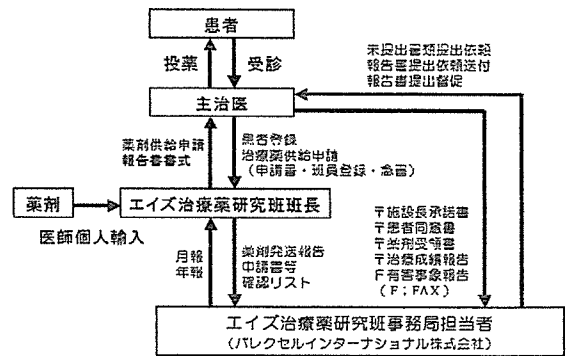 患者
投薬
受診
未提出書類提出依頼
報告書提出依頼送付
報告書提出督促
主治医
薬剤供給申請
報告書書式
患者登録
治療薬供給申請
（申請書・班員登録・念書）
薬剤
エイズ治療薬研究班班長
医師個人輸入
〒施設長承諾書
〒患者同意書
〒薬剤受領書
〒治療成績報告
F有害事象報告
（F；FAX）
月報
年報
薬剤発送報告
申請書等
確認リスト
エイズ治療薬研究班事務局担当者
（パレクセルインターナショナル株式会社）